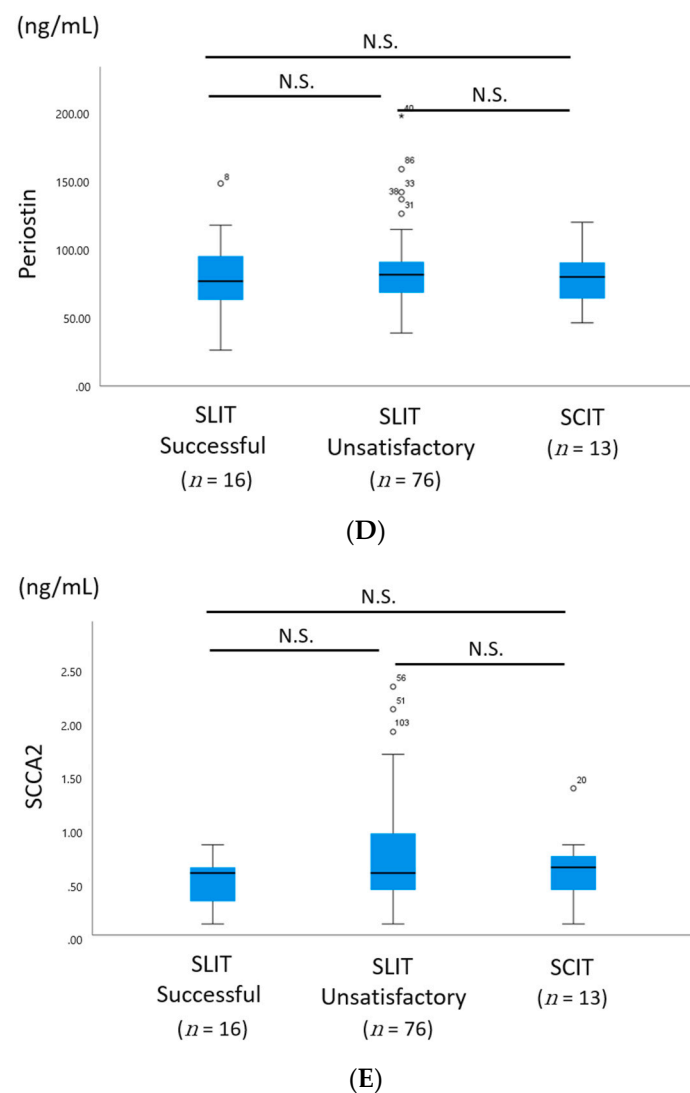 (ng/mL)
N.S.
N.S.
N.S.
Periostin
200.00
150.00
100.00
50.00
.00
8
* 40
86
38 33
31
SLIT Successful (n = 16)
SLIT Unsatisfactory (n = 76)
SCIT (n = 13)
(D)
(ng/mL)
N.S.
N.S.
N.S.
SCCA2
2.50
2.00
1.50
1.00
.50
.00
56
51
103
20
SLIT Successful (n = 16)
SLIT Unsatisfactory (n = 76)
SCIT (n = 13)
(E)